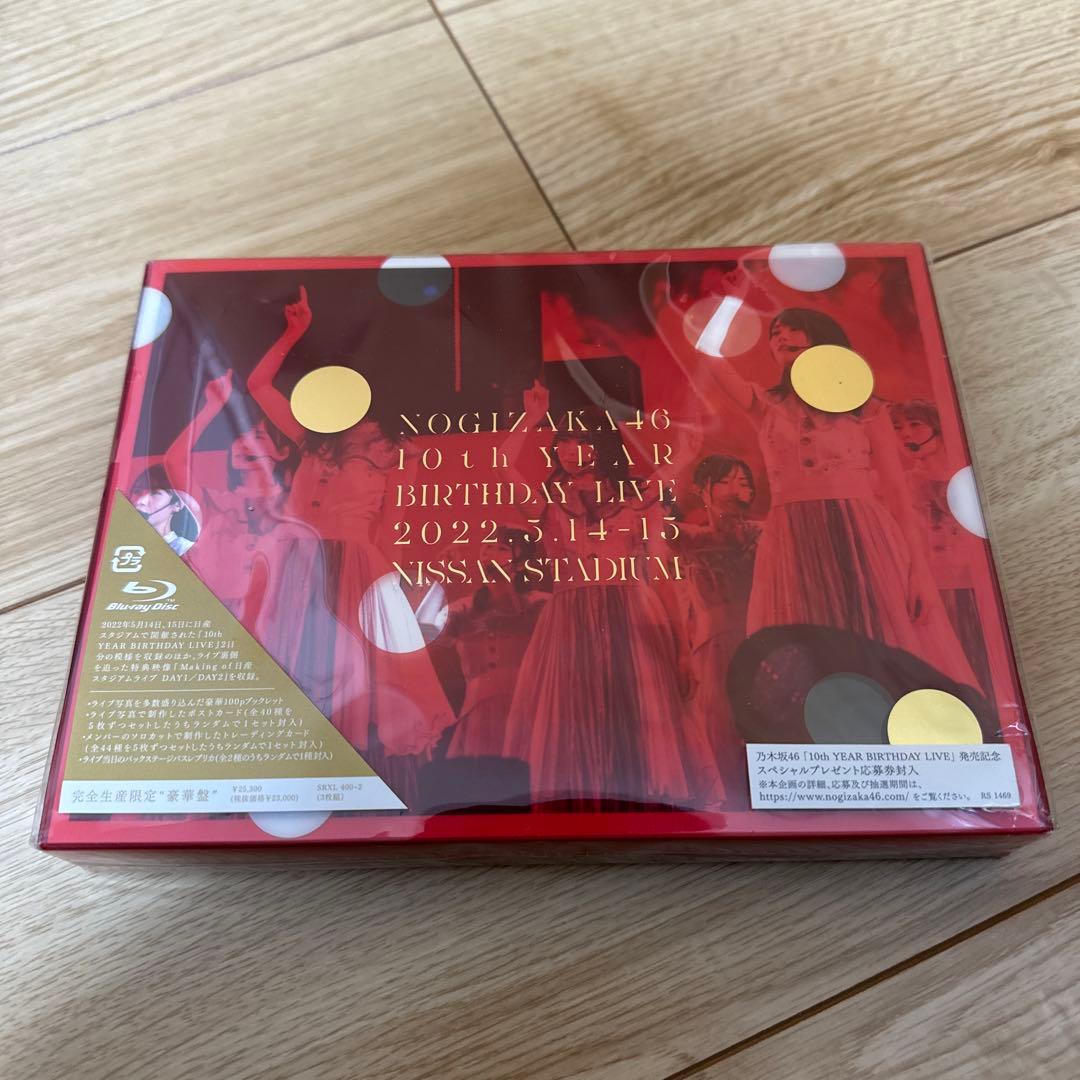 NOGIZAKA46
10th YEAR
BIRTHDAY LIVE
2022.5.14-15
NISSAN STADIUM
プラ
Blu-ray Disc™
2022年5月14日、15日に日産
スタジアムで開催された「10th
YEAR BIRTHDAY LIVE」2日
分の模様を収録のほか、ライブ裏側
を追った特典映像「Making of 日産
スタジアムライブ DAY1／DAY2」を収録。
・ライブ写真を多数盛り込んだ豪華100pブックレット
・ライブ写真で制作したポストカード(全40種を
5枚ずつセットしたうちランダムで1セット封入)
・メンバーのソロカットで制作したトレーディングカード
(全44種を5枚ずつセットしたうちランダムで1セット封入)
・ライブ当日のバックステージパスレプリカ(全2種のうちランダムで1種封入)
完全生産限定"豪華盤"
¥25,300
(税抜価格¥23,000)
SRXL 400~2
(3枚組)
乃木坂46「10th YEAR BIRTHDAY LIVE」発売記念
スペシャルプレゼント応募券封入
※本企画の詳細、応募及び抽選期間は、
https://www.nogizaka46.com/ をご覧ください。 RS 1469